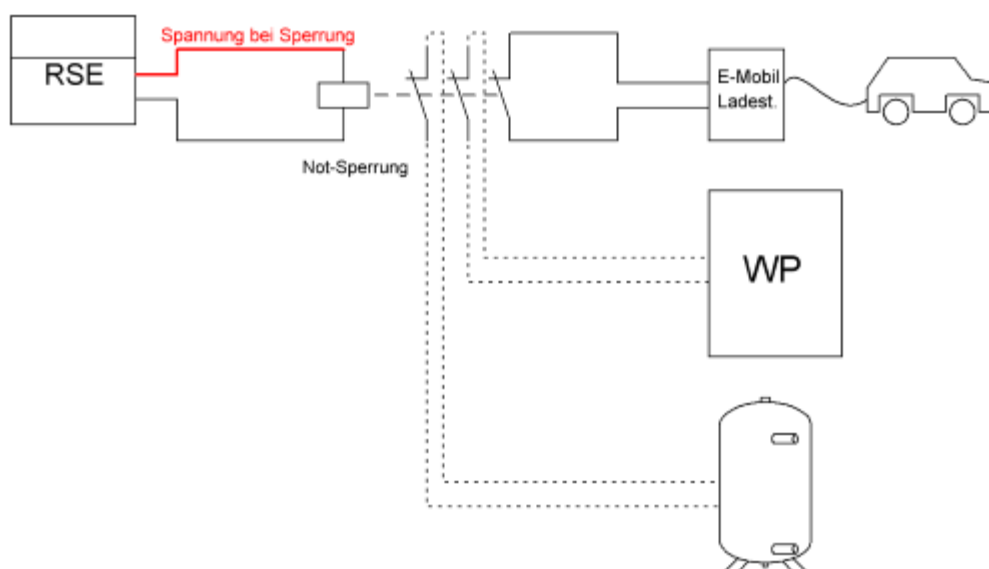 Spannung bei Sperrung
RSE
E-Mobil
Ladest.
Not-Sperrung
WP